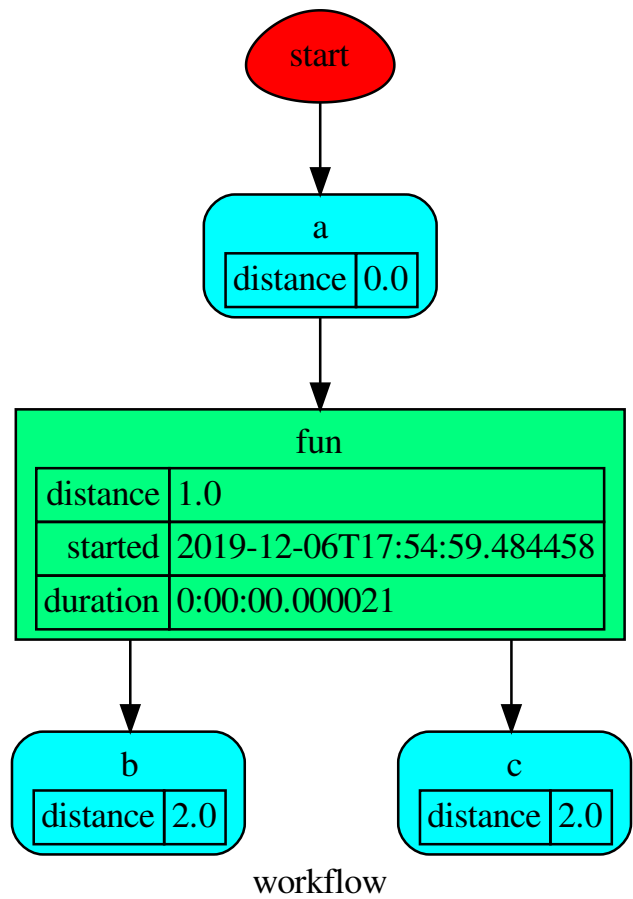 start
a
distance 0.0
fun
distance 1.0
started 2019-12-06T17:54:59.484458
duration 0:00:00.000021
b
distance 2.0
c
distance 2.0
workflow